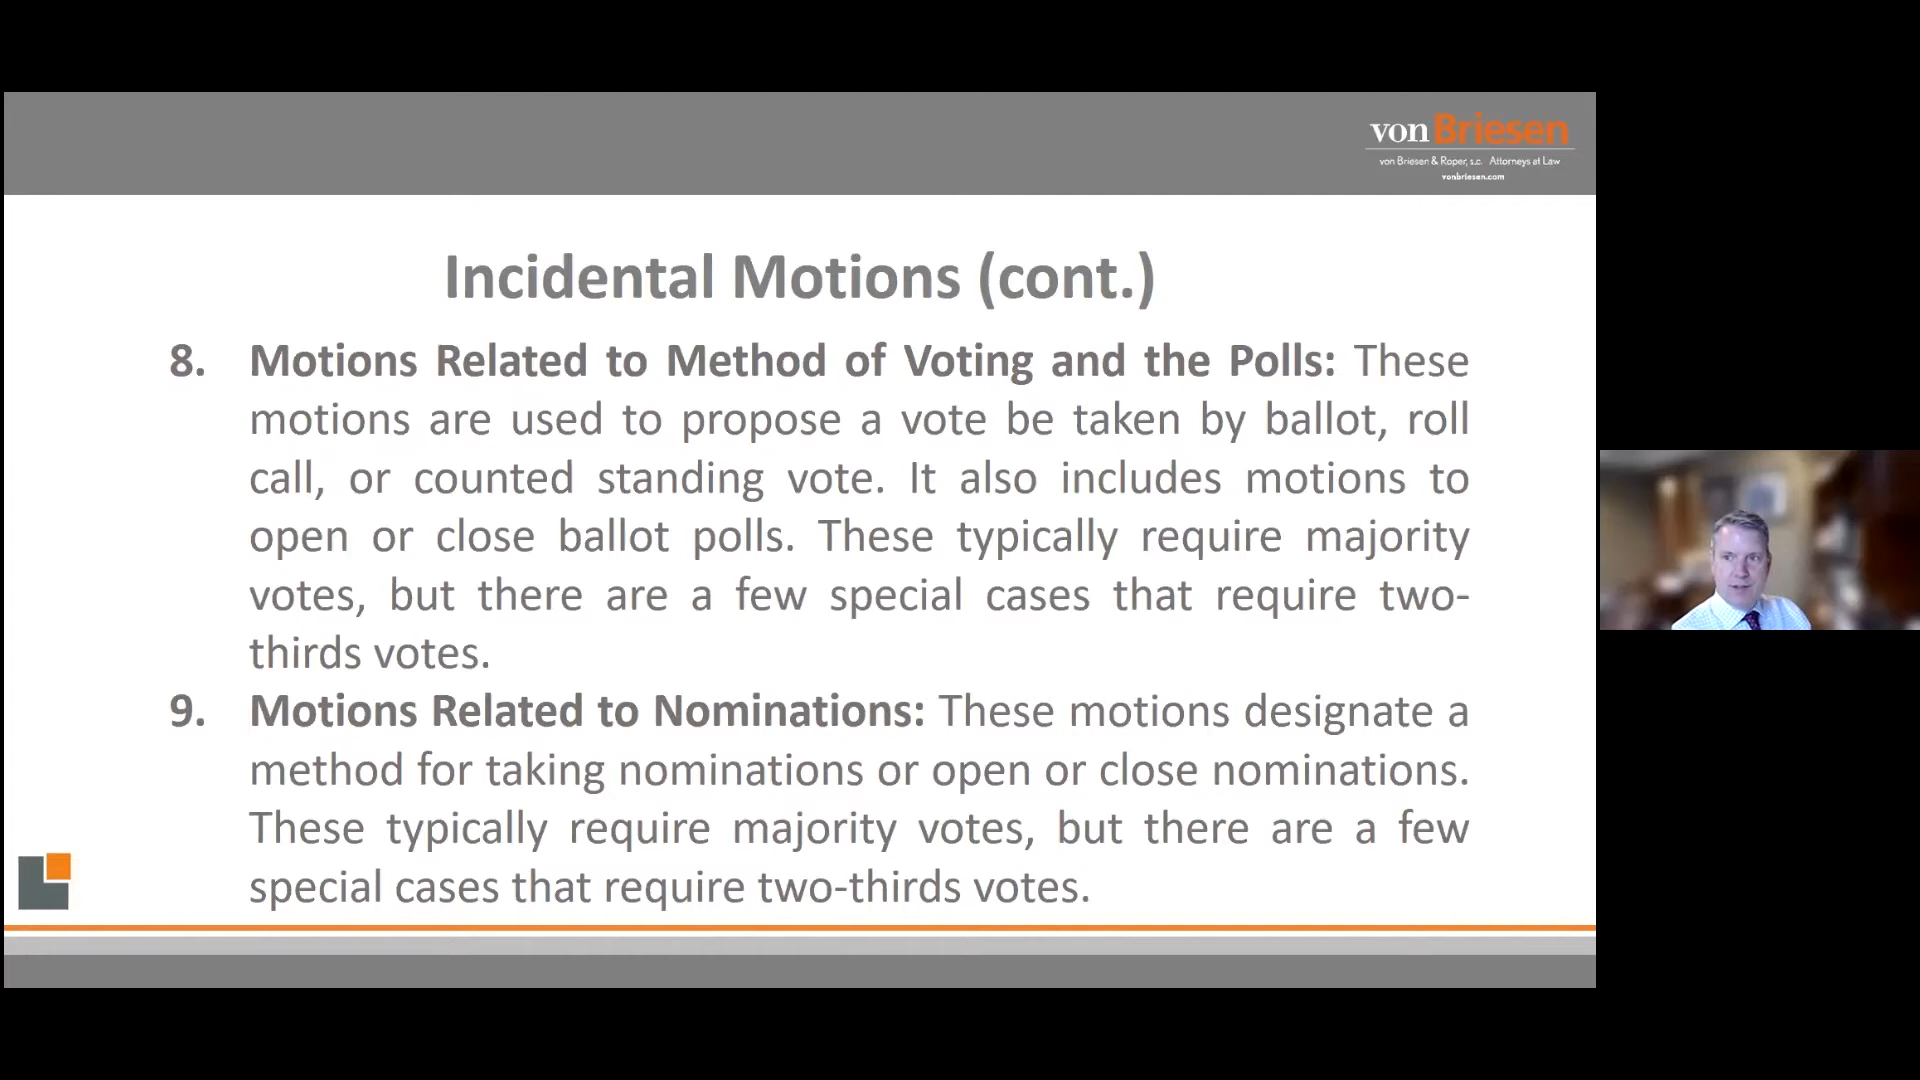 von Briesen
von Briesen & Roper, s.c. Attorneys at Law
vonbriesen.com
Incidental Motions (cont.)
8. Motions Related to Method of Voting and the Polls: These
motions are used to propose a vote be taken by ballot, roll
call, or counted standing vote. It also includes motions to
open or close ballot polls. These typically require majority
votes, but there are a few special cases that require two-
thirds votes.
9. Motions Related to Nominations: These motions designate a
method for taking nominations or open or close nominations.
These typically require majority votes, but there are a few
special cases that require two-thirds votes.